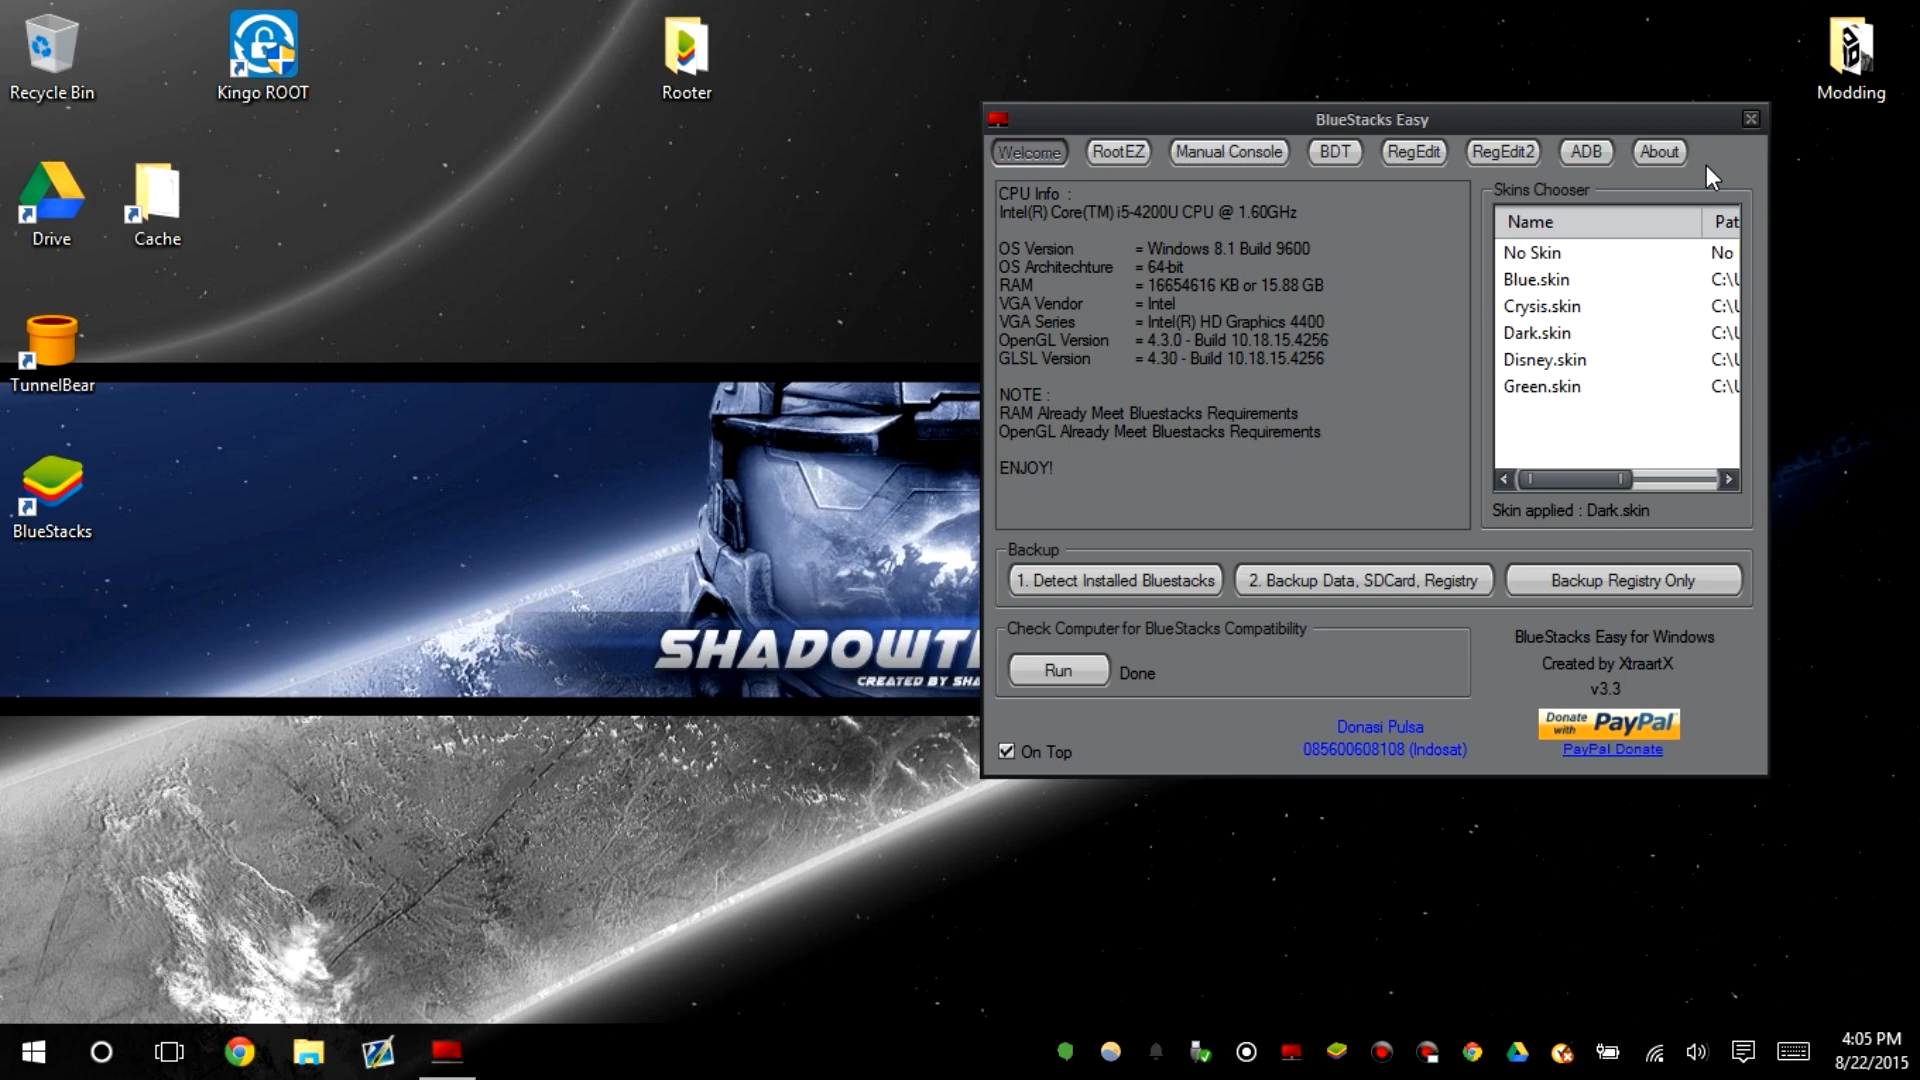 Recycle Bin
Kingo ROOT
Rooter
Modding
Drive
Cache
TunnelBear
BlueStacks
SHADOWT
CREATED BY SHA
BlueStacks Easy
Welcome
RootEZ
Manual Console
BDT
RegEdit
RegEdit2
ADB
About
CPU Info :
Intel(R) Core(TM) i5-4200U CPU @ 1.60GHz
OS Version = Windows 8.1 Build 9600
OS Architechture = 64-bit
RAM = 16654616 KB or 15.88 GB
VGA Vendor = Intel
VGA Series = Intel(R) HD Graphics 4400
OpenGL Version = 4.3.0 - Build 10.18.15.4256
GLSL Version = 4.30 - Build 10.18.15.4256
NOTE :
RAM Already Meet Bluestacks Requirements
OpenGL Already Meet Bluestacks Requirements
ENJOY!
Skins Chooser
Name Pat
No Skin No
Blue.skin C:\U
Crysis.skin C:\U
Dark.skin C:\U
Disney.skin C:\U
Green.skin C:\U
Skin applied : Dark.skin
Backup
1. Detect Installed Bluestacks
2. Backup Data, SDCard, Registry
Backup Registry Only
Check Computer for BlueStacks Compatibility
Run Done
BlueStacks Easy for Windows
Created by XtraartX
v3.3
Donate with PayPal
PayPal Donate
Donasi Pulsa
085600608108 (Indosat)
On Top
4:05 PM
8/22/2015